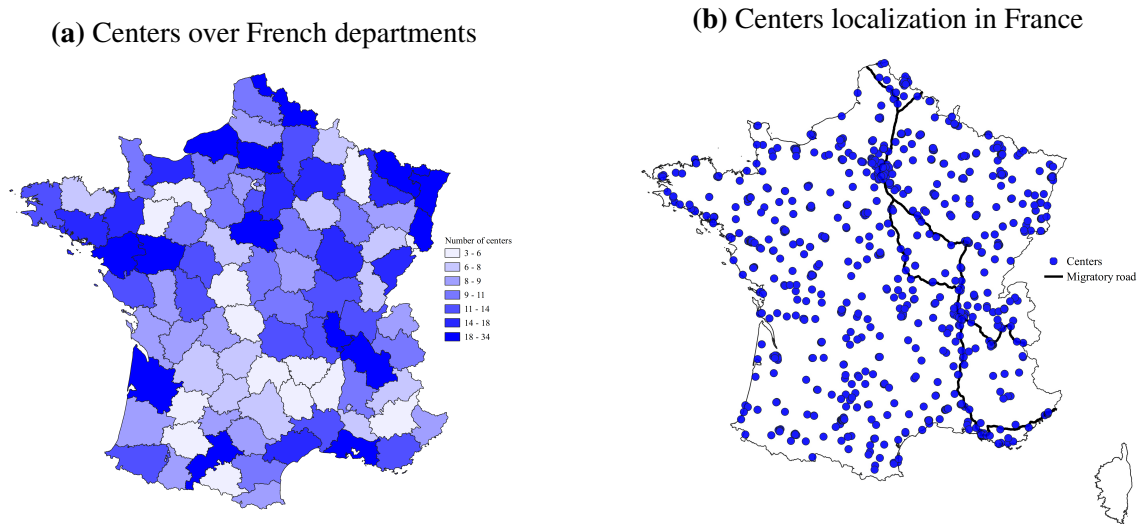 (a) Centers over French departments
Number of centers
3 - 6
6 - 8
8 - 9
9 - 11
11 - 14
14 - 18
18 - 34
(b) Centers localization in France
Centers
Migratory road